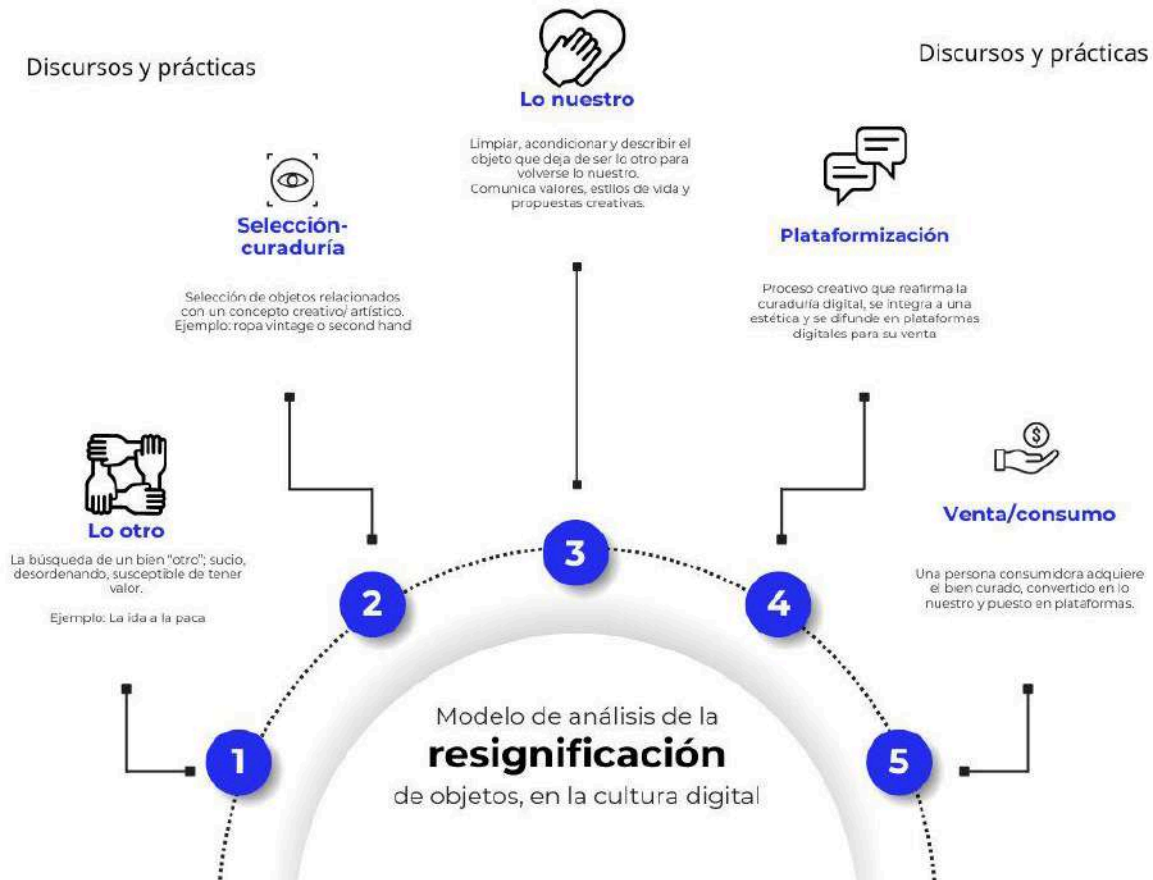 Discursos y prácticas
Discursos y prácticas
Lo otro
La búsqueda de un bien “otro”; sucio,
desordenando, susceptible de tener
valor.
Ejemplo: La ida a la paca
1
Selección-
curaduría
Selección de objetos relacionados
con un concepto creativo/ artístico.
Ejemplo: ropa vintage o second hand
2
Lo nuestro
Limpiar, acondicionar y describir el
objeto que deja de ser lo otro para
volverse lo nuestro.
Comunica valores, estilos de vida y
propuestas creativas.
3
Plataformización
Proceso creativo que reafirma la
curaduría digital, se integra a una
estética y se difunde en plataformas
digitales para su venta
4
$
Venta/consumo
Una persona consumidora adquiere
el bien curado, convertido en lo
nuestro y puesto en plataformas.
5
Modelo de análisis de la
resignificación
de objetos, en la cultura digital